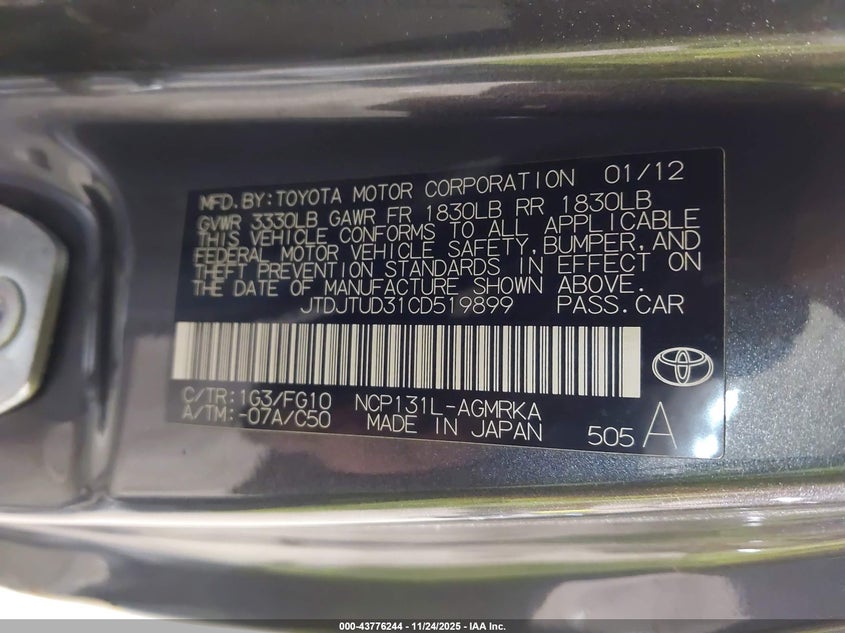 MFD. BY: TOYOTA MOTOR CORPORATION 01/12
GVWR 3330LB GAWR FR 1830LB RR 1830LB
THIS VEHICLE CONFORMS TO ALL APPLICABLE
FEDERAL MOTOR VEHICLE SAFETY, BUMPER, AND
THEFT PREVENTION STANDARDS IN EFFECT ON
THE DATE OF MANUFACTURE SHOWN ABOVE.
JTDJTUD31CD519899 PASS.CAR
C/TR: 1G3/FG10 NCP131L-AGMRKA
A/TM: -07A/C50 MADE IN JAPAN 505 A
000-43776244 - 11/24/2025 - IAA Inc.